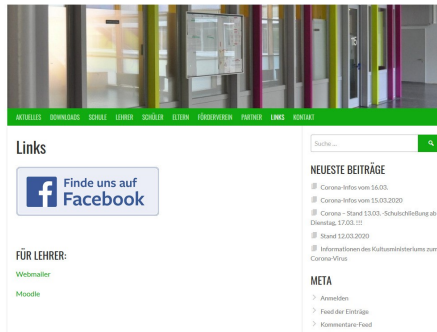 AKTUELLES DOWNLOADS SCHULE LEHRER SCHÜLER ELTERN FÖRDERVEREIN PARTNER LINKS KONTAKT
Links
Finde uns auf
Facebook
FÜR LEHRER:
Webmailer
Moodle
Suche …
NEUESTE BEITRÄGE
Corona-Infos vom 16.03.
Corona-Infos vom 15.03.2020
Corona – Stand 13.03. -Schulschließung ab
Dienstag, 17.03. !!!
Stand 12.03.2020
Informationen des Kultusministeriums zum
Corona-Virus
META
Anmelden
Feed der Einträge
Kommentare-Feed